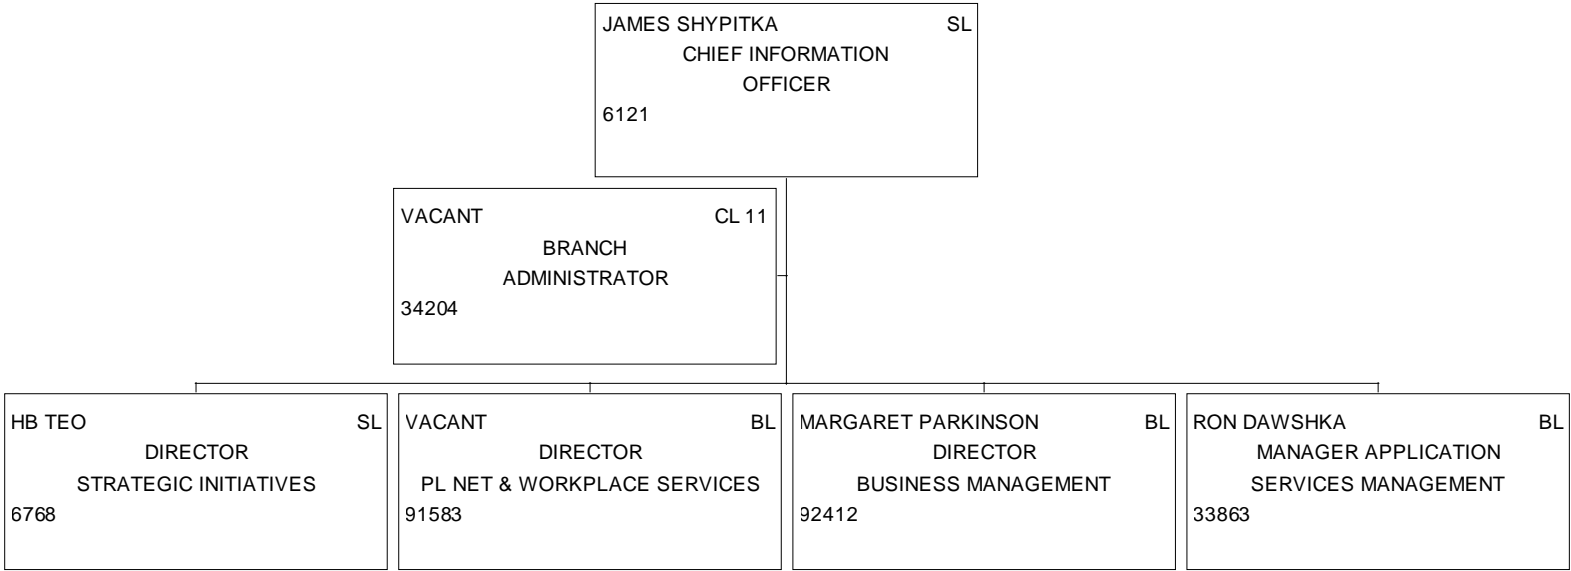 JAMES SHYPITKA SL
CHIEF INFORMATION
OFFICER
6121
VACANT CL 11
BRANCH
ADMINISTRATOR
34204
HB TEO SL
DIRECTOR
STRATEGIC INITIATIVES
6768
VACANT BL
DIRECTOR
PL NET & WORKPLACE SERVICES
91583
MARGARET PARKINSON BL
DIRECTOR
BUSINESS MANAGEMENT
92412
RON DAWSHKA BL
MANAGER APPLICATION
SERVICES MANAGEMENT
33863